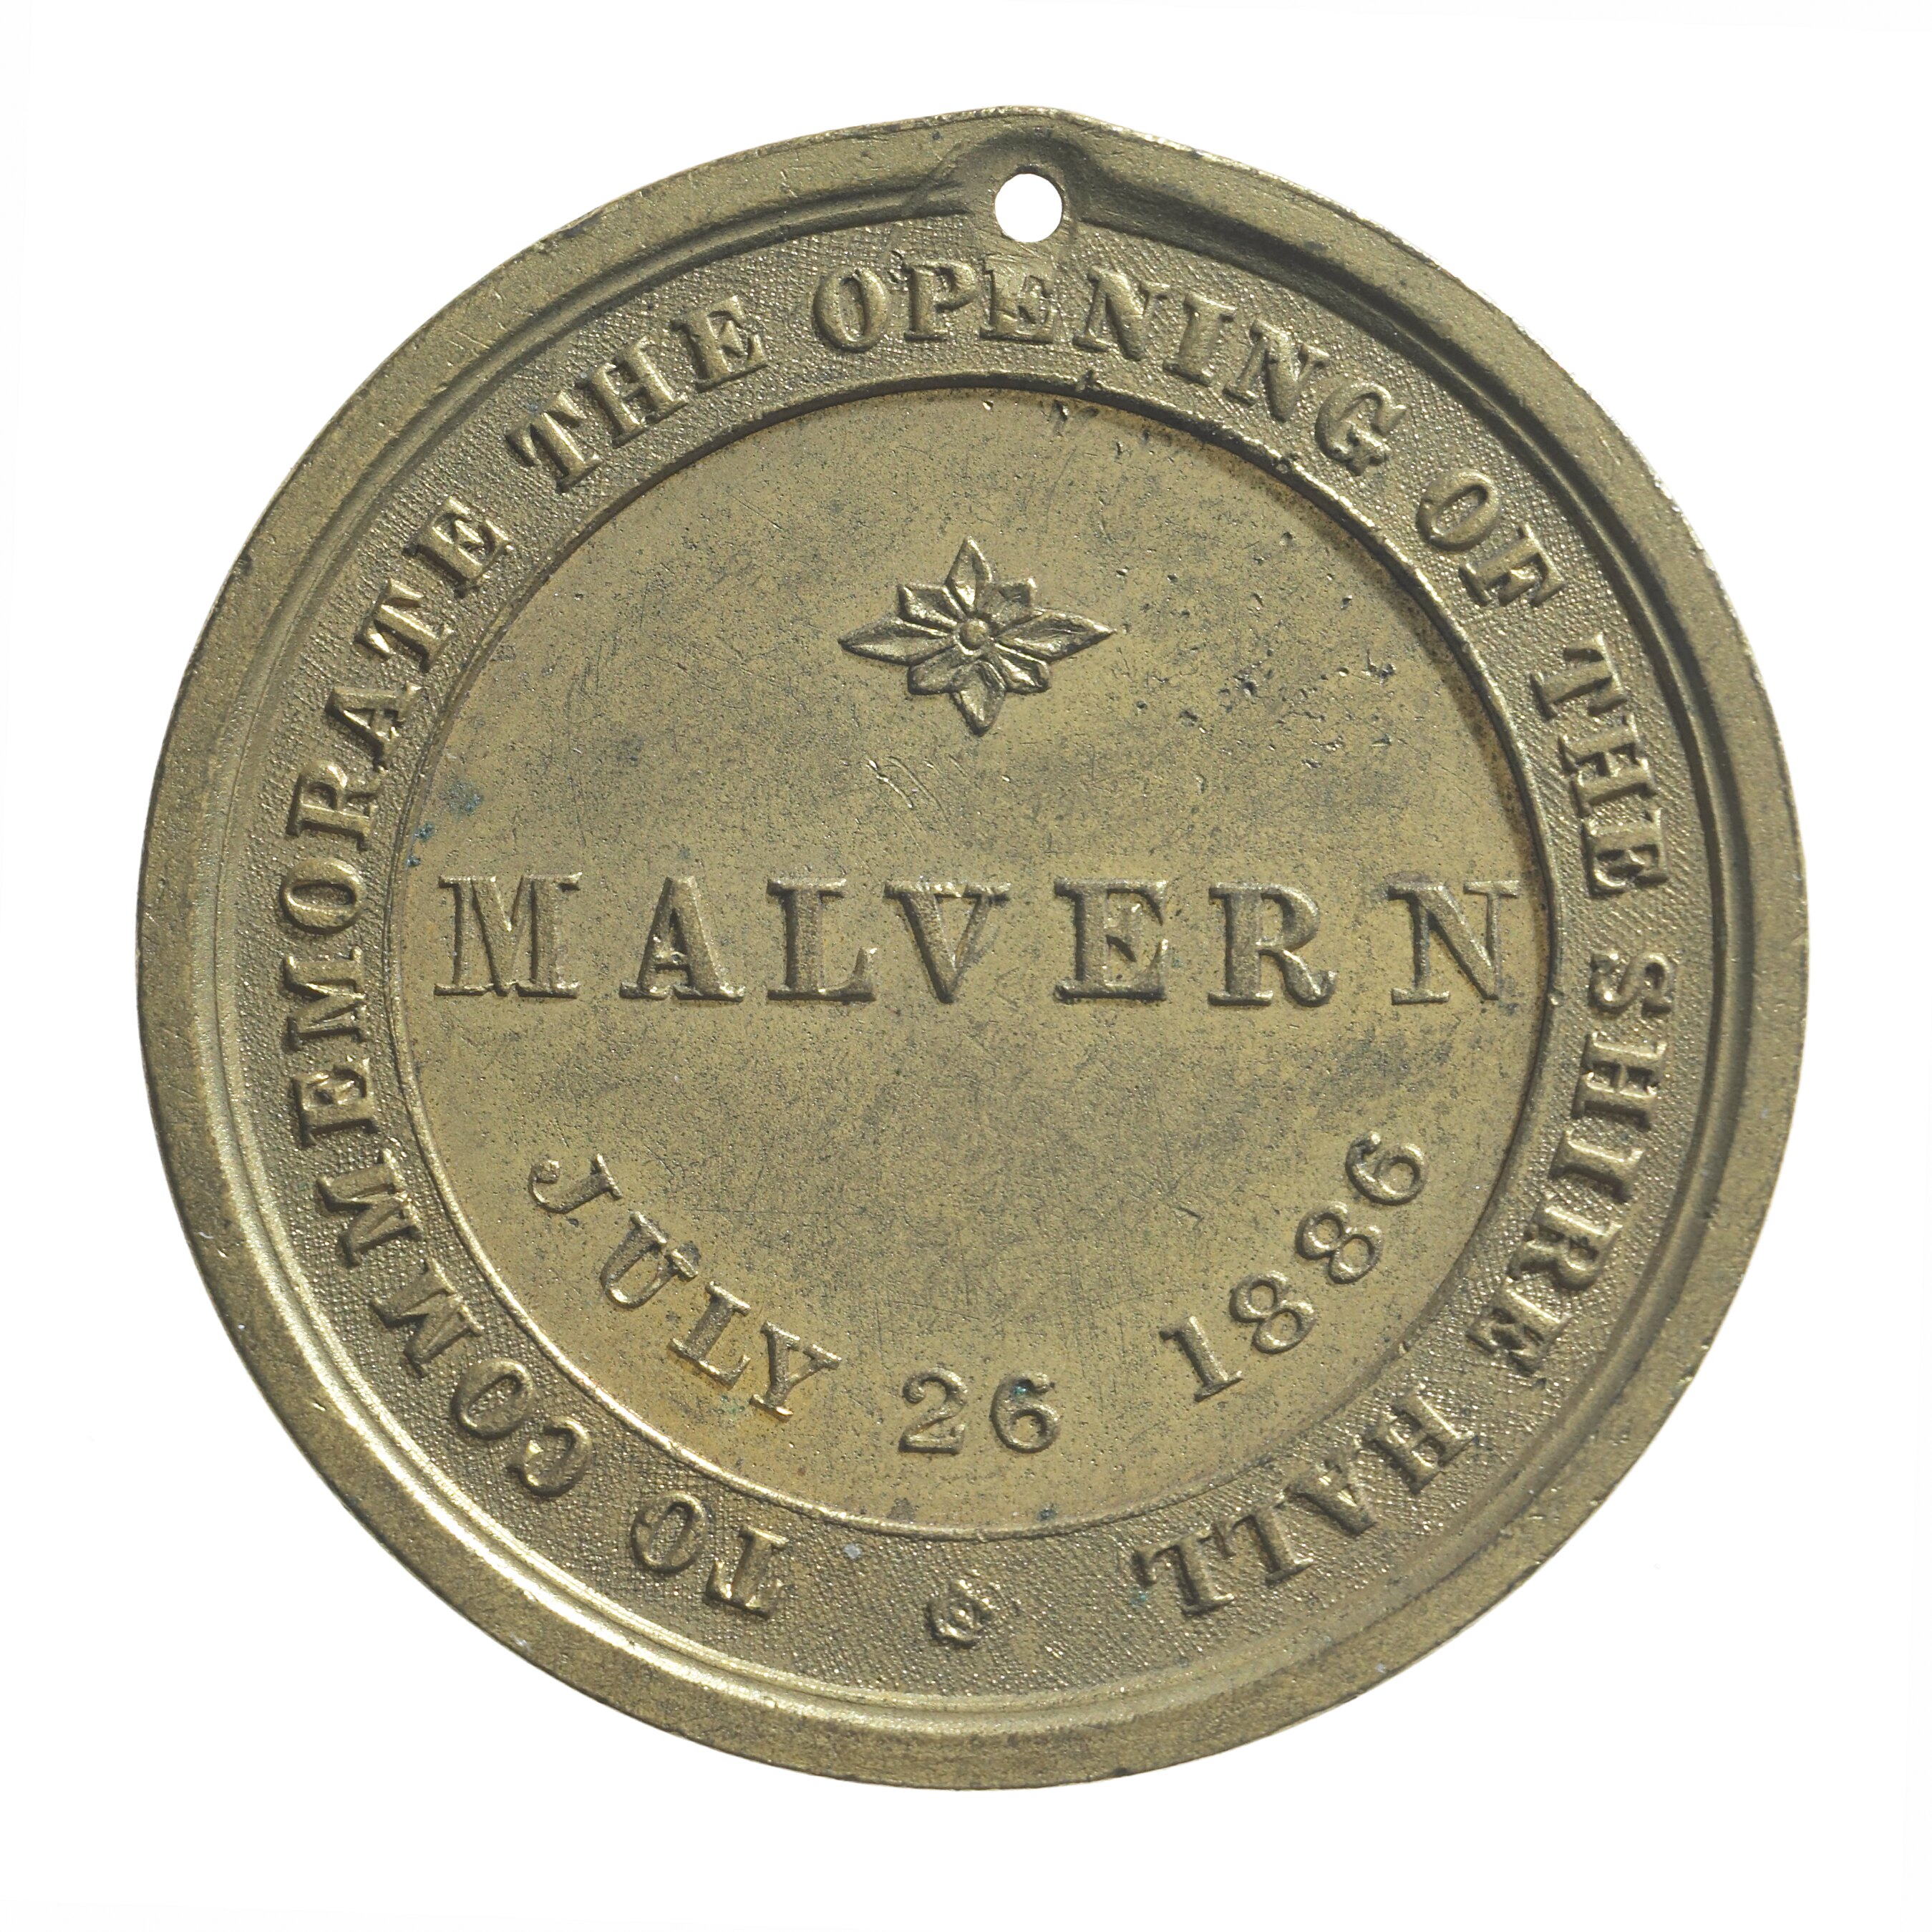 TO COMMEMORATE THE OPENING OF THE SHIRE HALL
MALVERN
JULY 26 1886